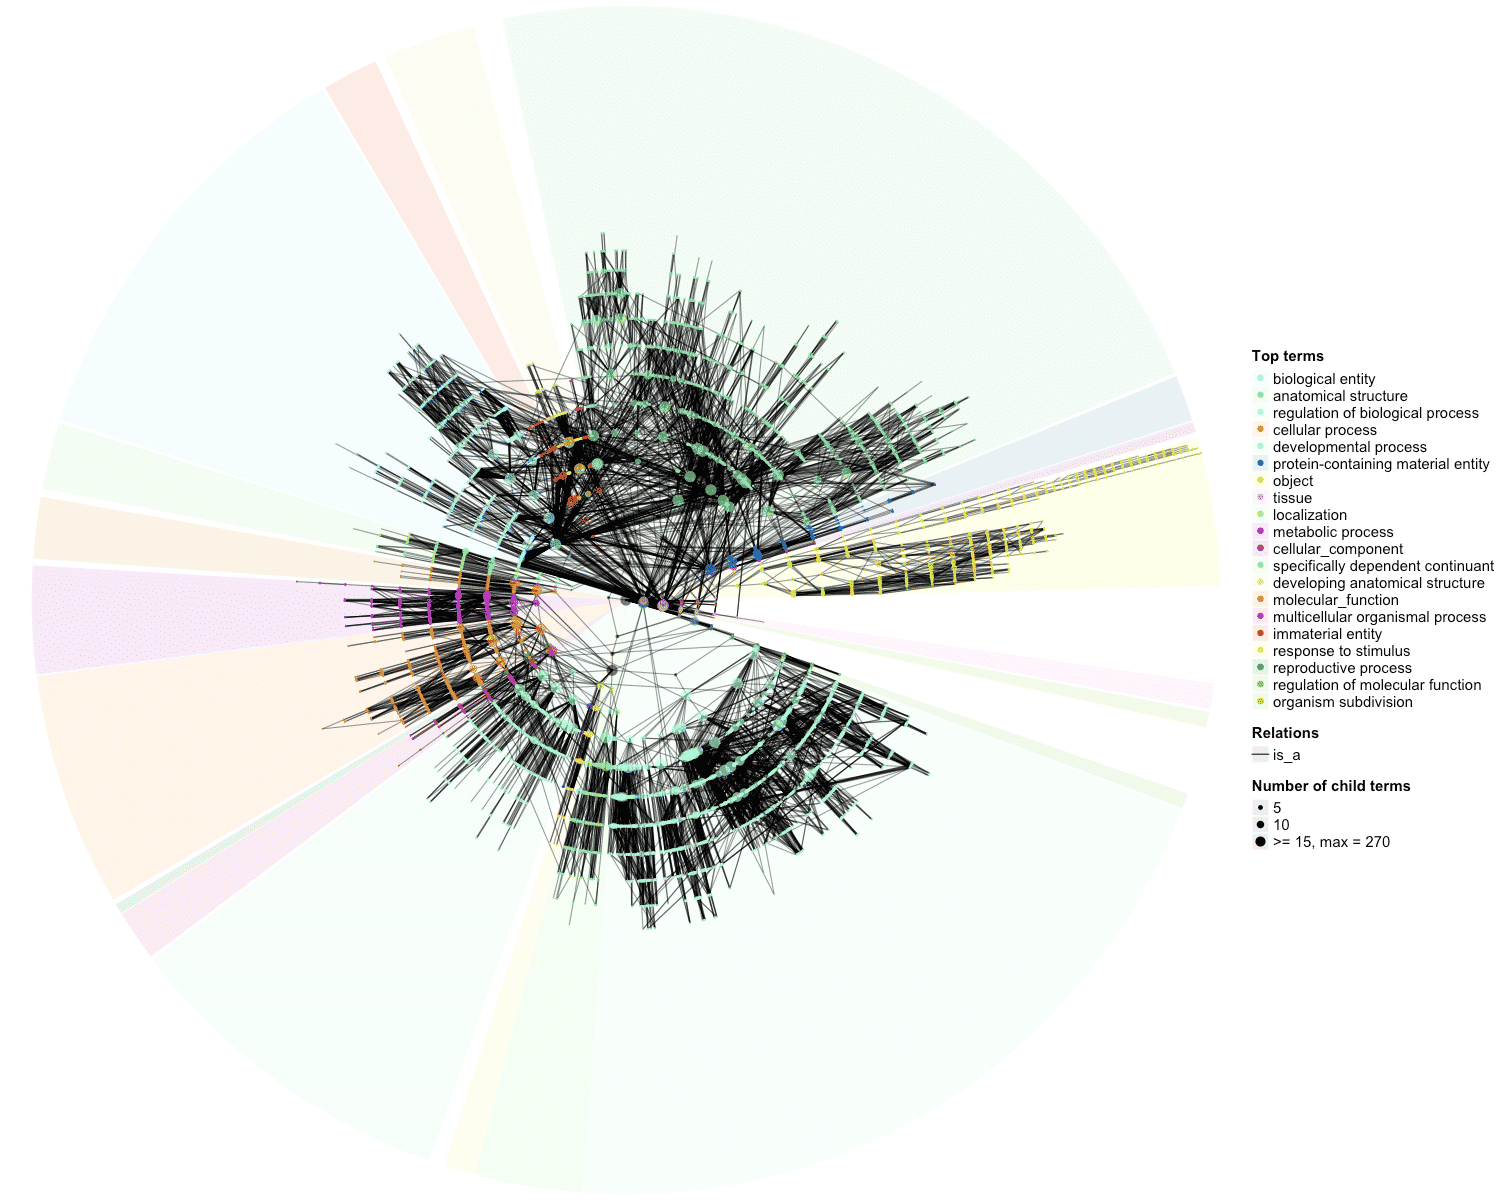 Top terms
biological entity
anatomical structure
regulation of biological process
cellular process
developmental process
protein-containing material entity
object
tissue
localization
metabolic process
cellular_component
specifically dependent continuant
developing anatomical structure
molecular_function
multicellular organismal process
immaterial entity
response to stimulus
reproductive process
regulation of molecular function
organism subdivision
Relations
is_a
Number of child terms
5
10
>= 15, max = 270